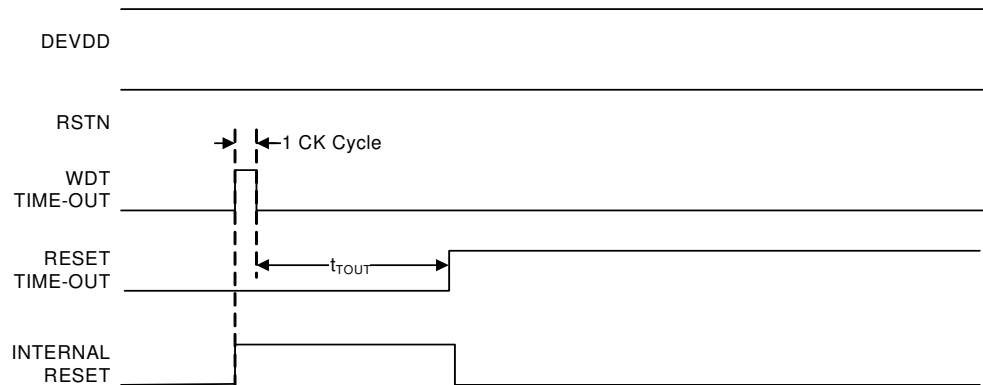 DEVDD
RSTN
1 CK Cycle
WDT
TIME-OUT
RESET
TIME-OUT
tTOUT
INTERNAL
RESET